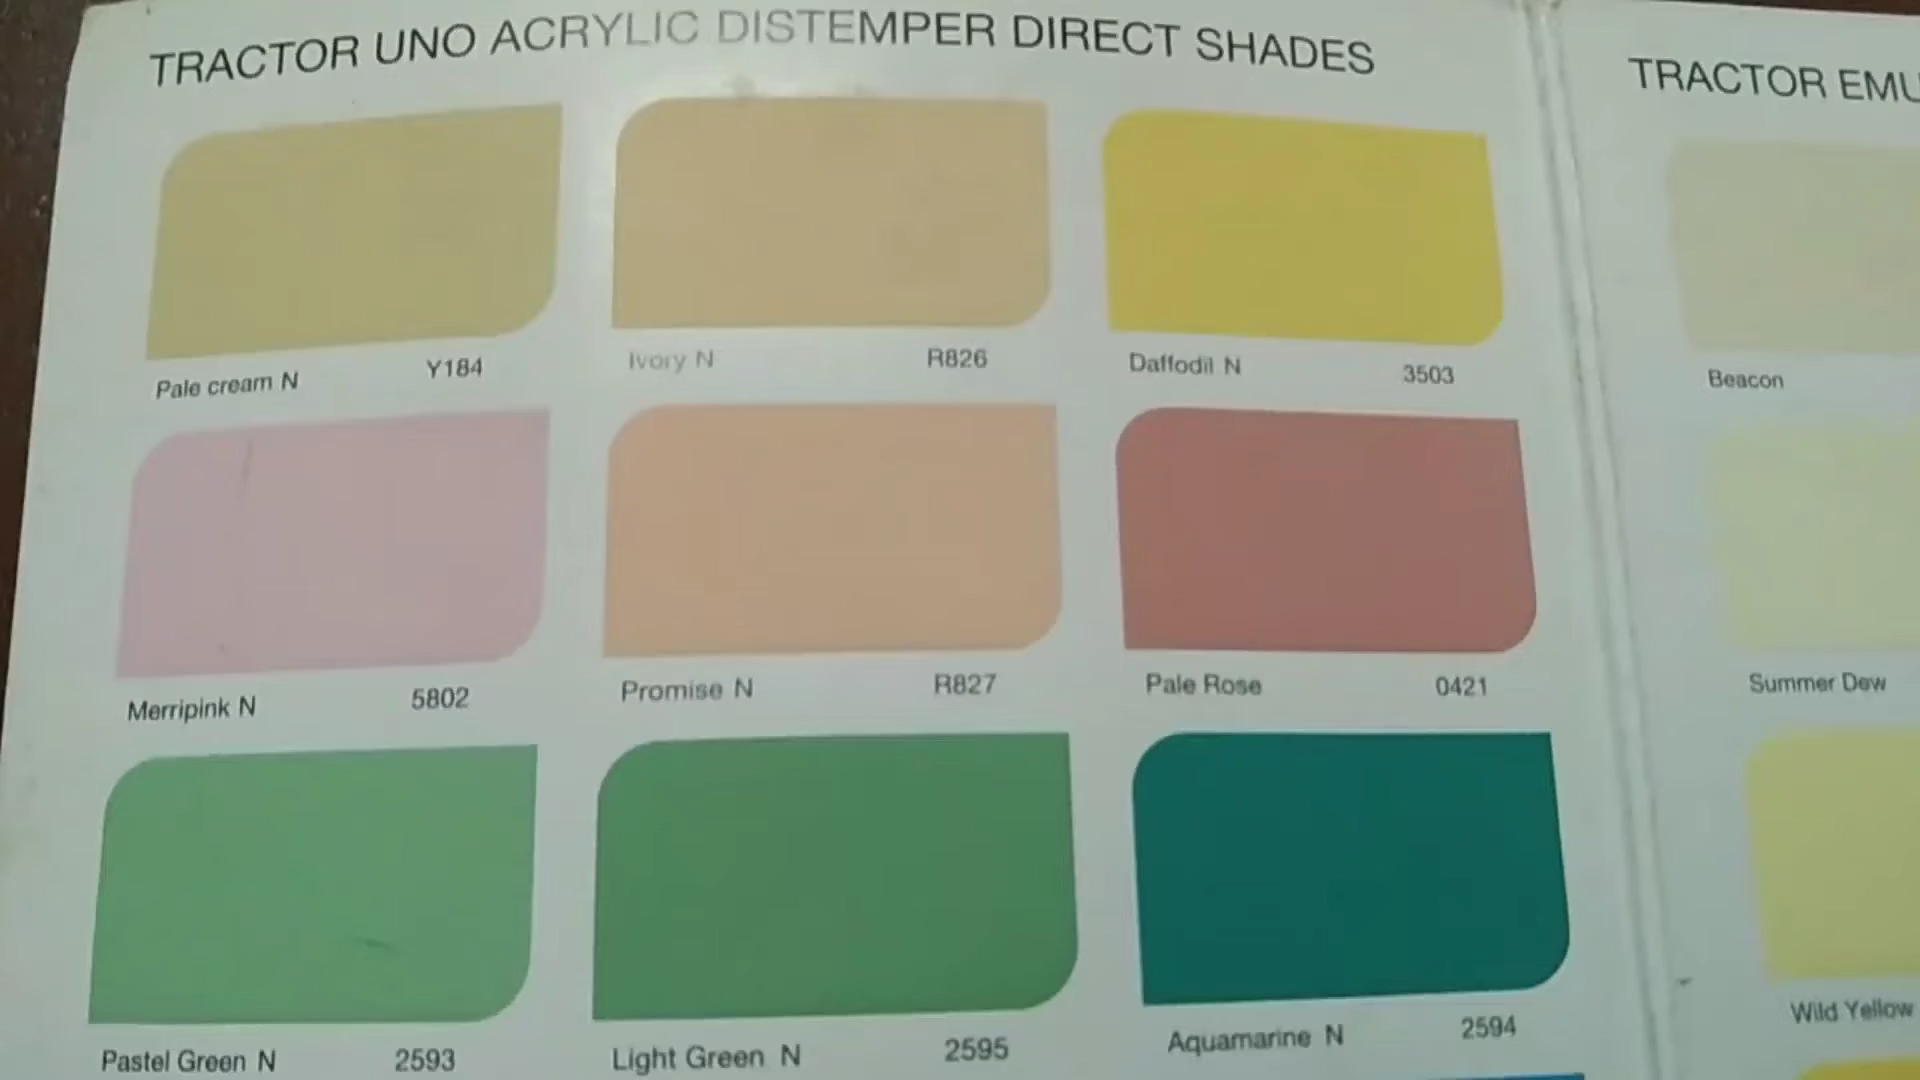 TRACTOR UNO ACRYLIC DISTEMPER DIRECT SHADES
Pale cream N Y184
Ivory N R826
Daffodil N 3503
Merripink N 5802
Promise N R827
Pale Rose 0421
Pastel Green N 2593
Light Green N 2595
Aquamarine N 2594
TRACTOR EMU
Beacon
Summer Dew
Wild Yellow